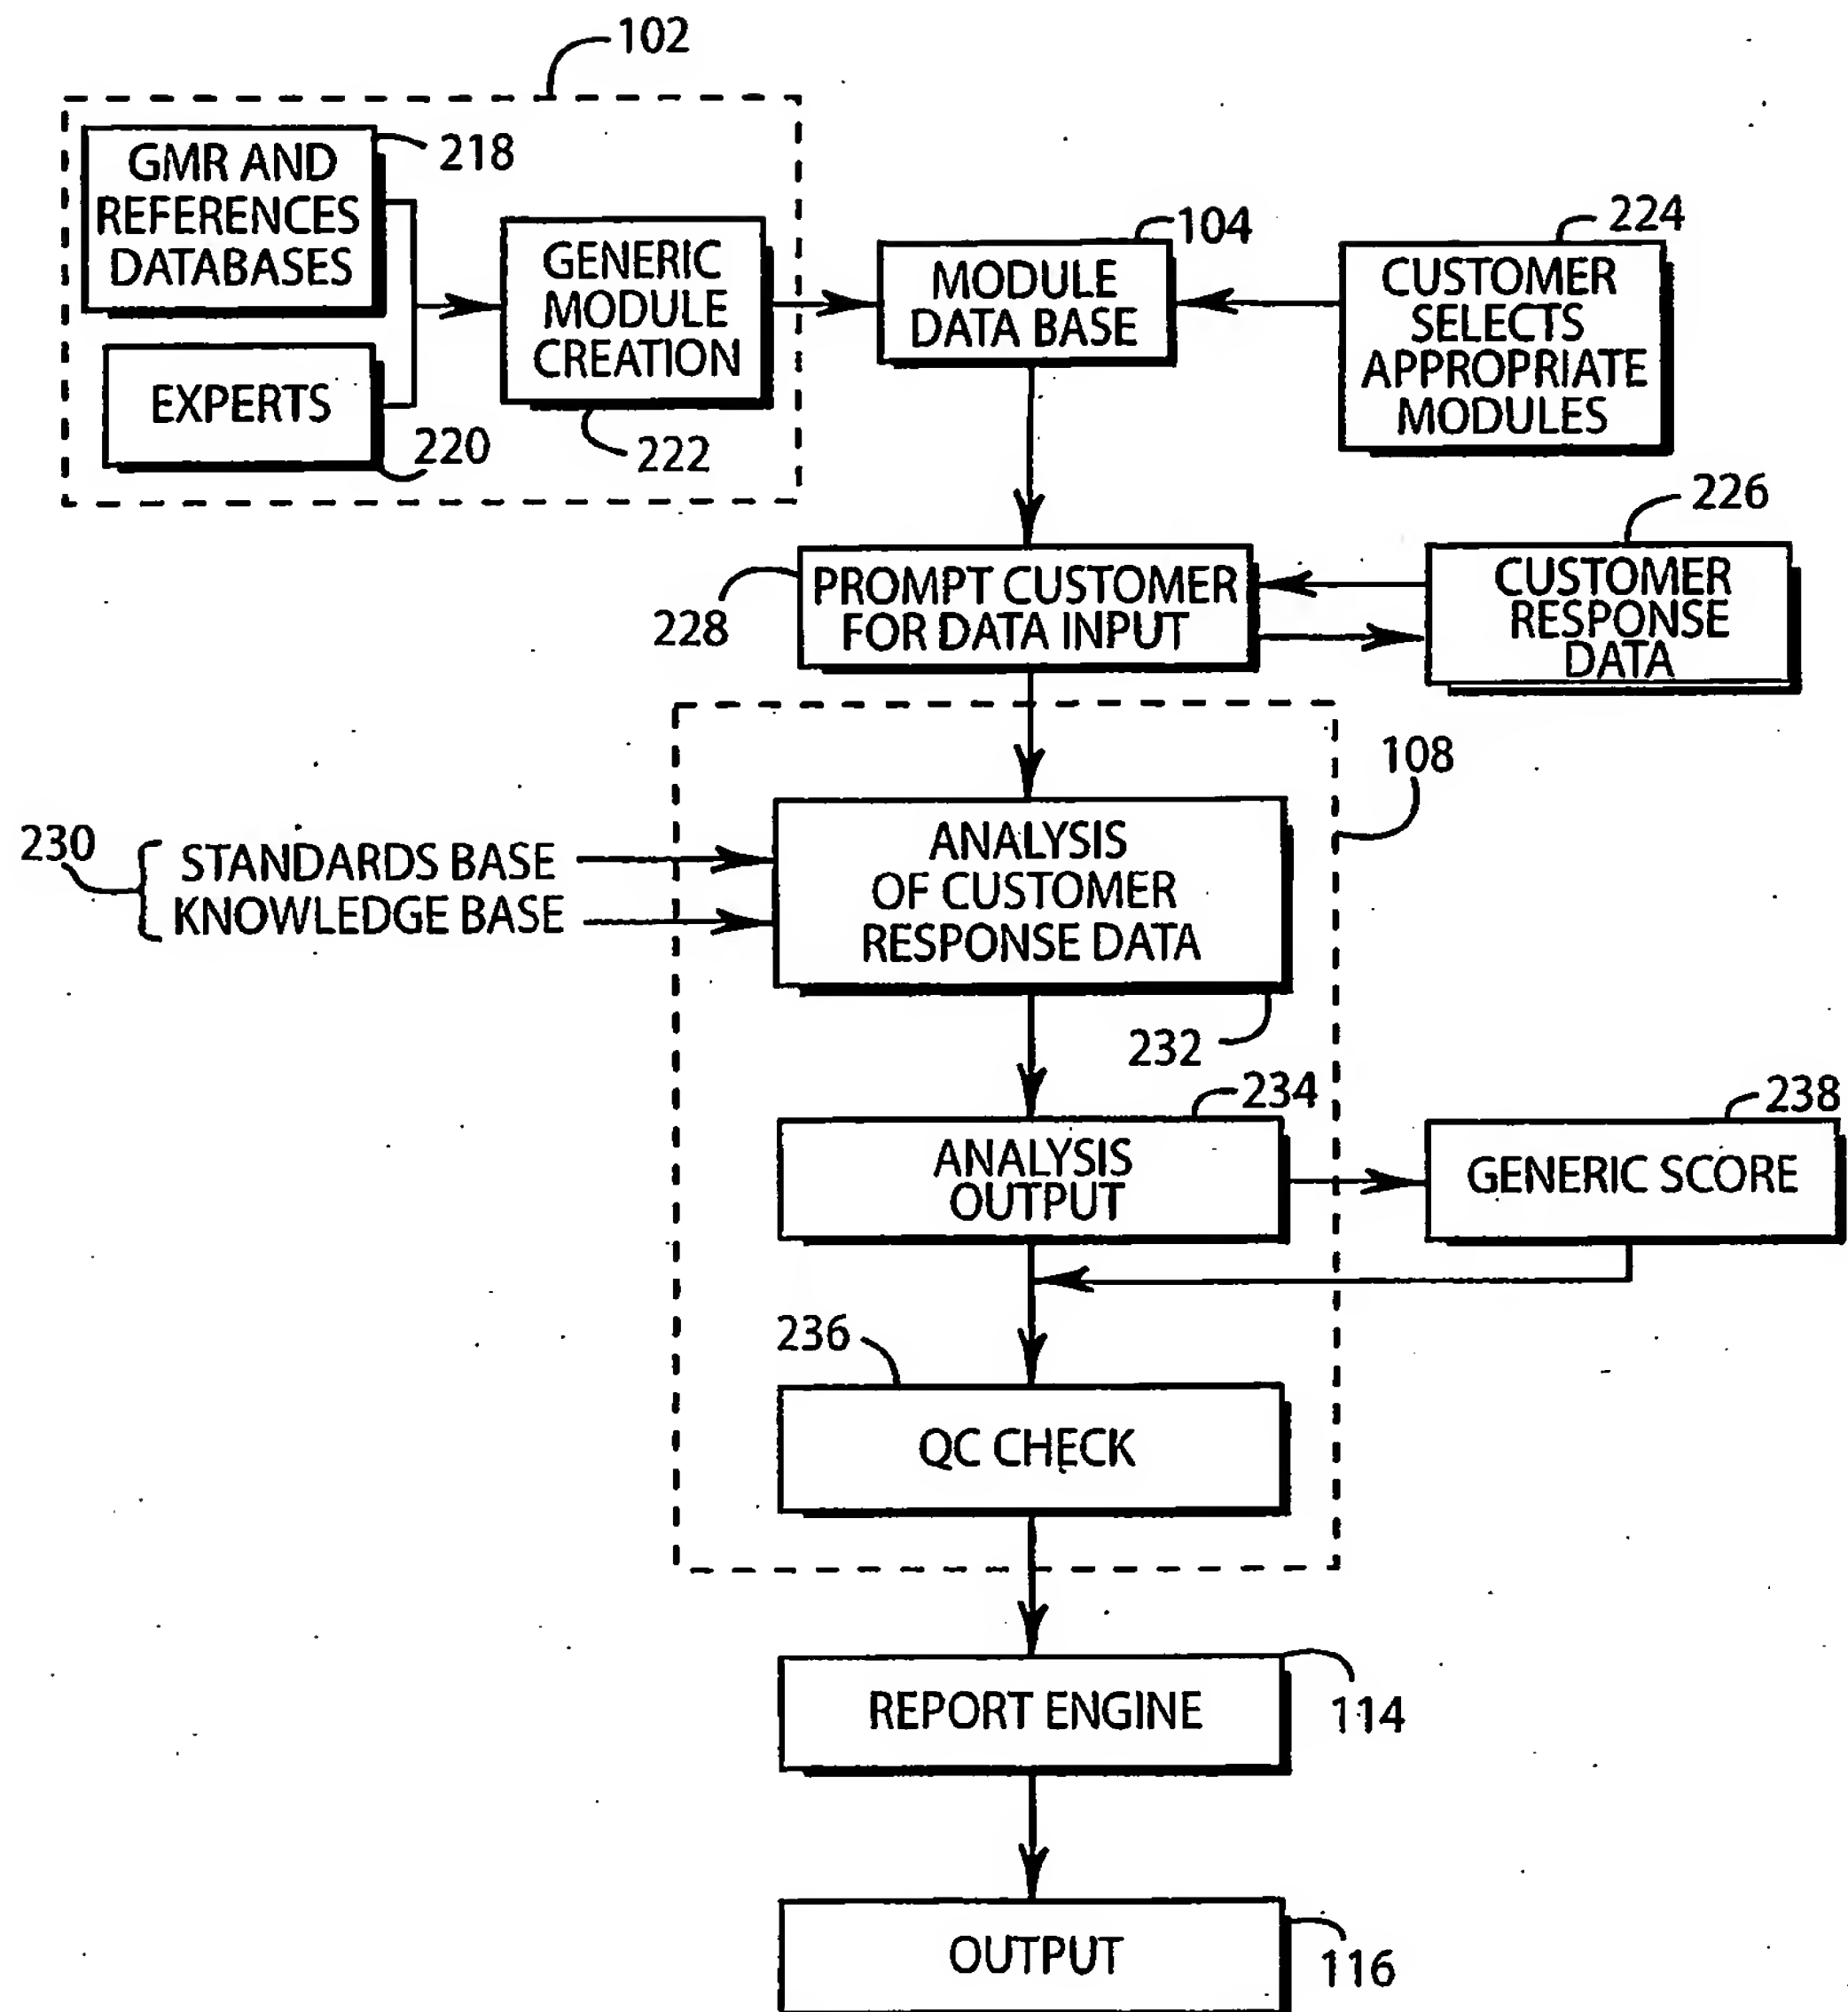 102
GMR AND
REFERENCES
DATABASES
218
EXPERTS
220
GENERIC
MODULE
CREATION
222
MODULE
DATA BASE
104
CUSTOMER
SELECTS
APPROPRIATE
MODULES
224
PROMPT CUSTOMER
FOR DATA INPUT
228
CUSTOMER
RESPONSE
DATA
226
108
230
STANDARDS BASE
KNOWLEDGE BASE
ANALYSIS
OF CUSTOMER
RESPONSE DATA
232
234
ANALYSIS
OUTPUT
238
GENERIC SCORE
236
QC CHECK
REPORT ENGINE
114
OUTPUT
116